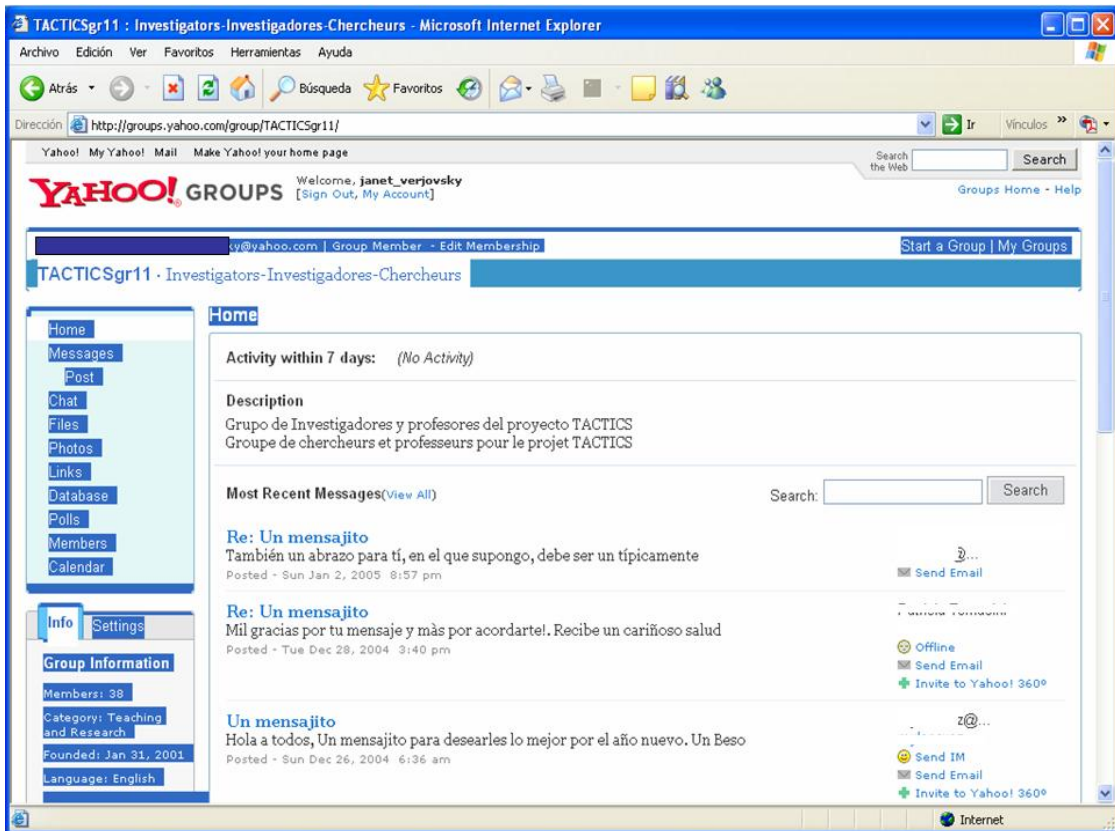 TACTICSgr11 : Investigators-Investigadores-Chercheurs - Microsoft Internet Explorer
Archivo Edición Ver Favoritos Herramientas Ayuda
Atrás Búsqueda Favoritos
Dirección http://groups.yahoo.com/group/TACTICSgr11/ Ir Vínculos »
Yahoo! My Yahoo! Mail Make Yahoo! your home page
Search the Web Search
YAHOO! GROUPS Welcome, janet_verjovsky
[Sign Out, My Account]
Groups Home - Help
ky@yahoo.com | Group Member - Edit Membership Start a Group | My Groups
TACTICSgr11 · Investigators-Investigadores-Chercheurs
Home
Messages
Post
Chat
Files
Photos
Links
Database
Polls
Members
Calendar
Info Settings
Group Information
Members: 38
Category: Teaching
and Research
Founded: Jan 31, 2001
Language: English
Home
Activity within 7 days: (No Activity)
Description
Grupo de Investigadores y profesores del proyecto TACTICS
Groupe de chercheurs et professeurs pour le projet TACTICS
Most Recent Messages(View All) Search: Search
Re: Un mensajito
También un abrazo para tí, en el que supongo, debe ser un típicamente
Posted - Sun Jan 2, 2005 8:57 pm
Send Email
Re: Un mensajito
Mil gracias por tu mensaje y màs por acordarte!. Recibe un cariñoso salud
Posted - Tue Dec 28, 2004 3:40 pm
Offline
Send Email
Invite to Yahoo! 360º
Un mensajito
Hola a todos, Un mensajito para desearles lo mejor por el año nuevo. Un Beso
Posted - Sun Dec 26, 2004 6:36 am
z@...
Send IM
Send Email
Invite to Yahoo! 360º
Internet